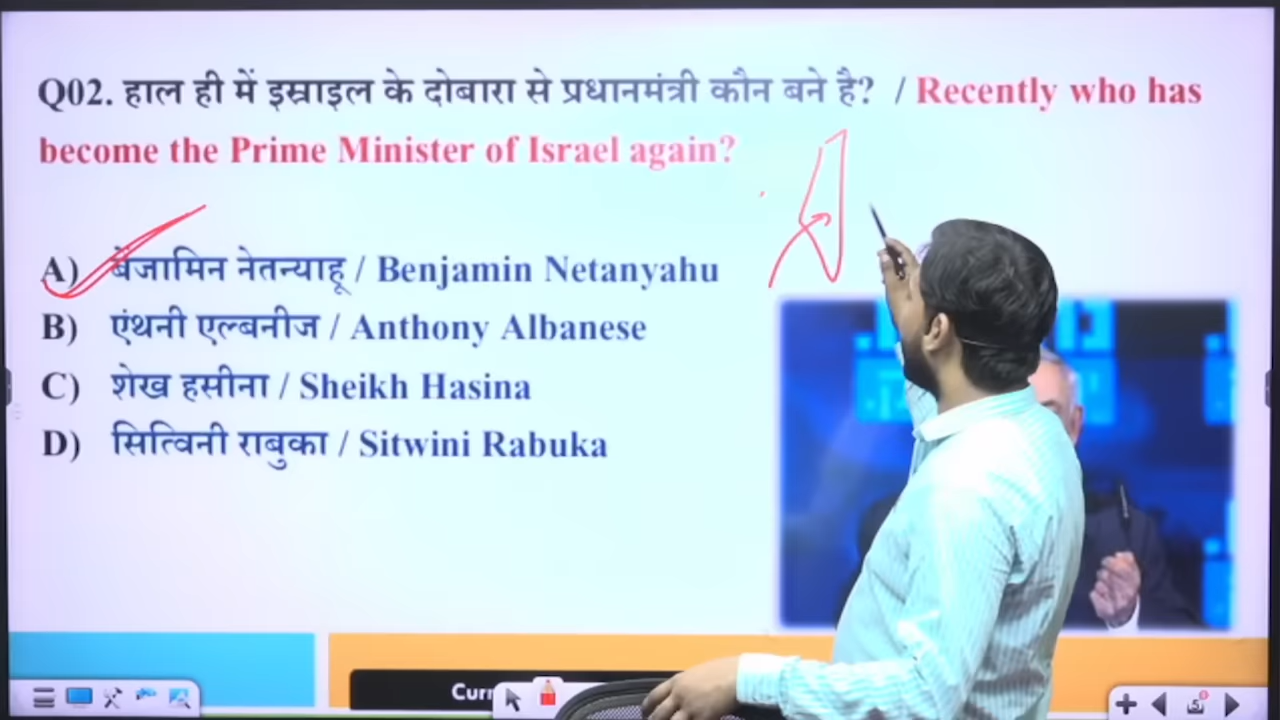 Q02. हाल ही में इस्राइल के दोबारा से प्रधानमंत्री कौन बने है? / Recently who has
become the Prime Minister of Israel again?
A) बेंजामिन नेतन्याहू / Benjamin Netanyahu
B) एंथनी एल्बनीज / Anthony Albanese
C) शेख हसीना / Sheikh Hasina
D) सित्विनी राबुका / Sitwini Rabuka